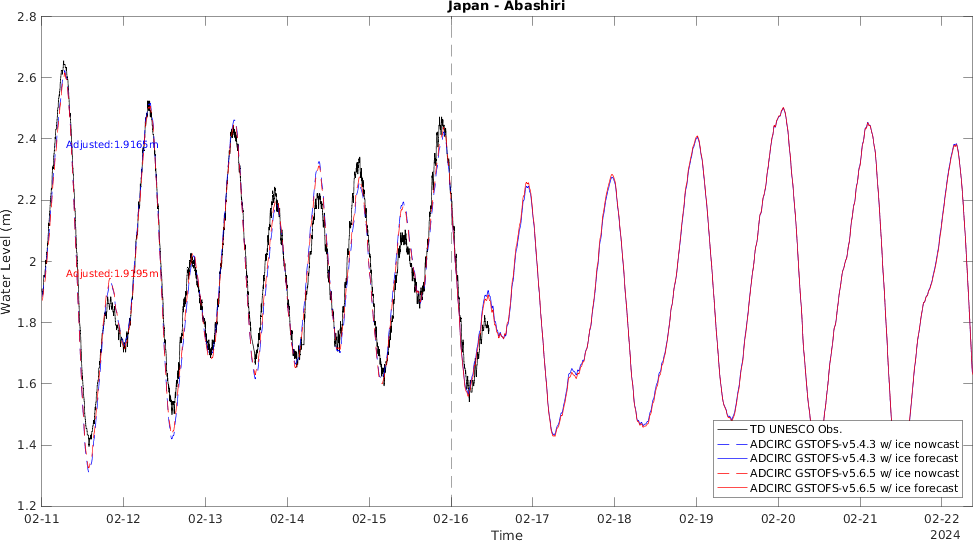 Japan - Abashiri
2.8
2.6
2.4
2.2
2
1.8
1.6
1.4
1.2
Water Level (m)
Adjusted:1.9165m
Adjusted:1.9195m
TD UNESCO Obs.
ADCIRC GSTOFS-v5.4.3 w/ ice nowcast
ADCIRC GSTOFS-v5.4.3 w/ ice forecast
ADCIRC GSTOFS-v5.6.5 w/ ice nowcast
ADCIRC GSTOFS-v5.6.5 w/ ice forecast
02-11 02-12 02-13 02-14 02-15 02-16 02-17 02-18 02-19 02-20 02-21 02-22
Time
2024